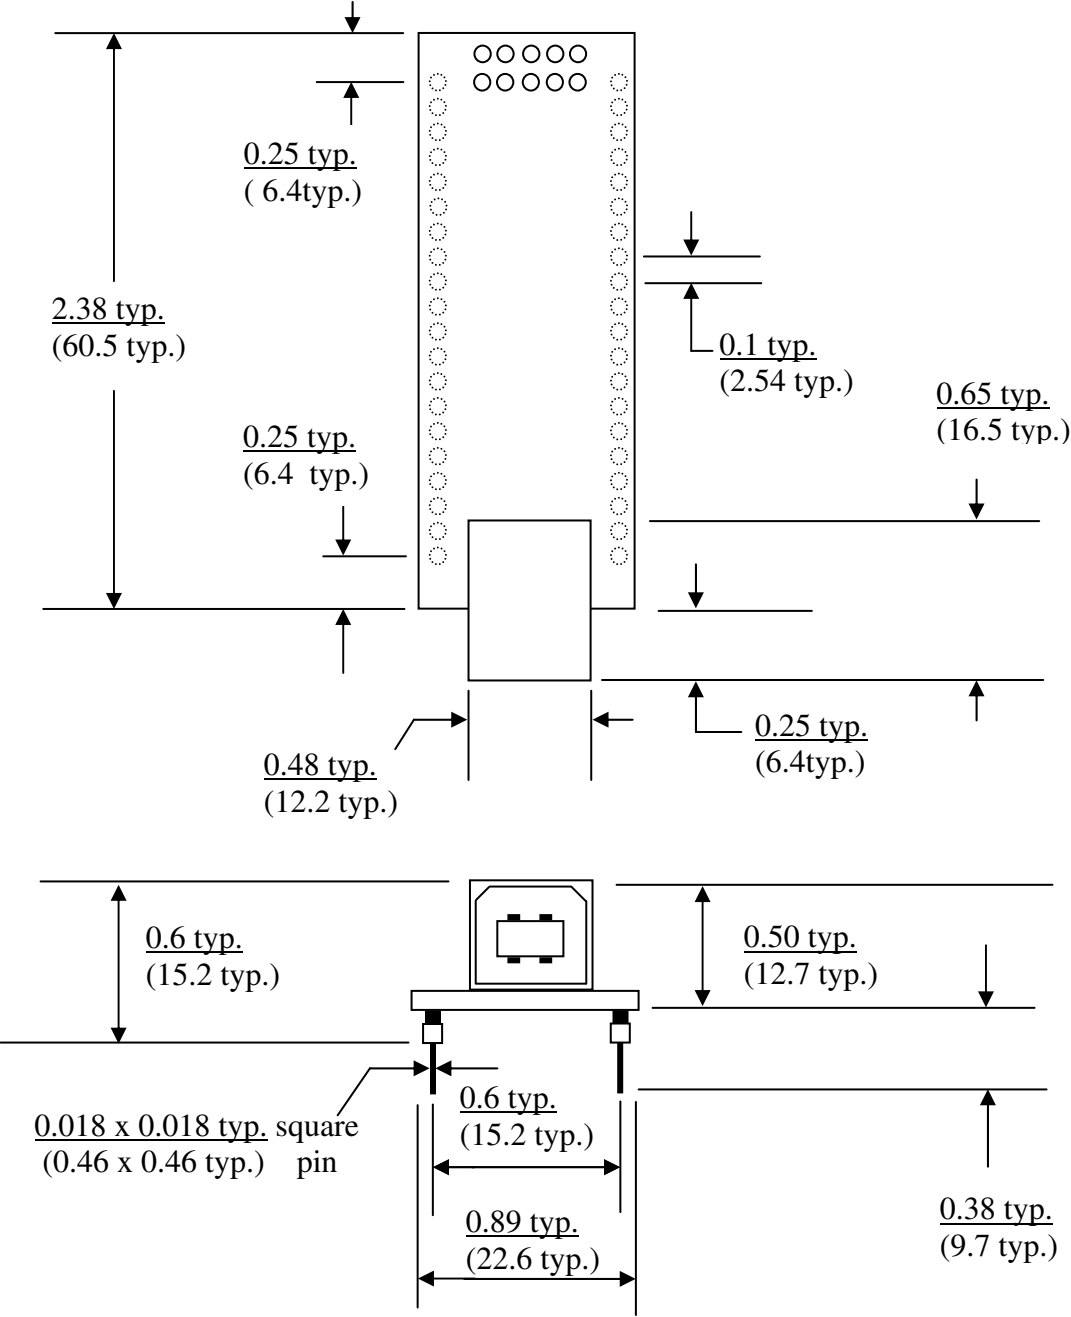 0.25 typ.
( 6.4typ.)
2.38 typ.
(60.5 typ.)
0.1 typ.
(2.54 typ.)
0.65 typ.
(16.5 typ.)
0.25 typ.
(6.4  typ.)
0.25 typ.
(6.4typ.)
0.48 typ.
(12.2 typ.)
0.6 typ.
(15.2 typ.)
0.50 typ.
(12.7 typ.)
0.018 x 0.018 typ. square
(0.46 x 0.46 typ.) pin
0.6 typ.
(15.2 typ.)
0.89 typ.
(22.6 typ.)
0.38 typ.
(9.7 typ.)